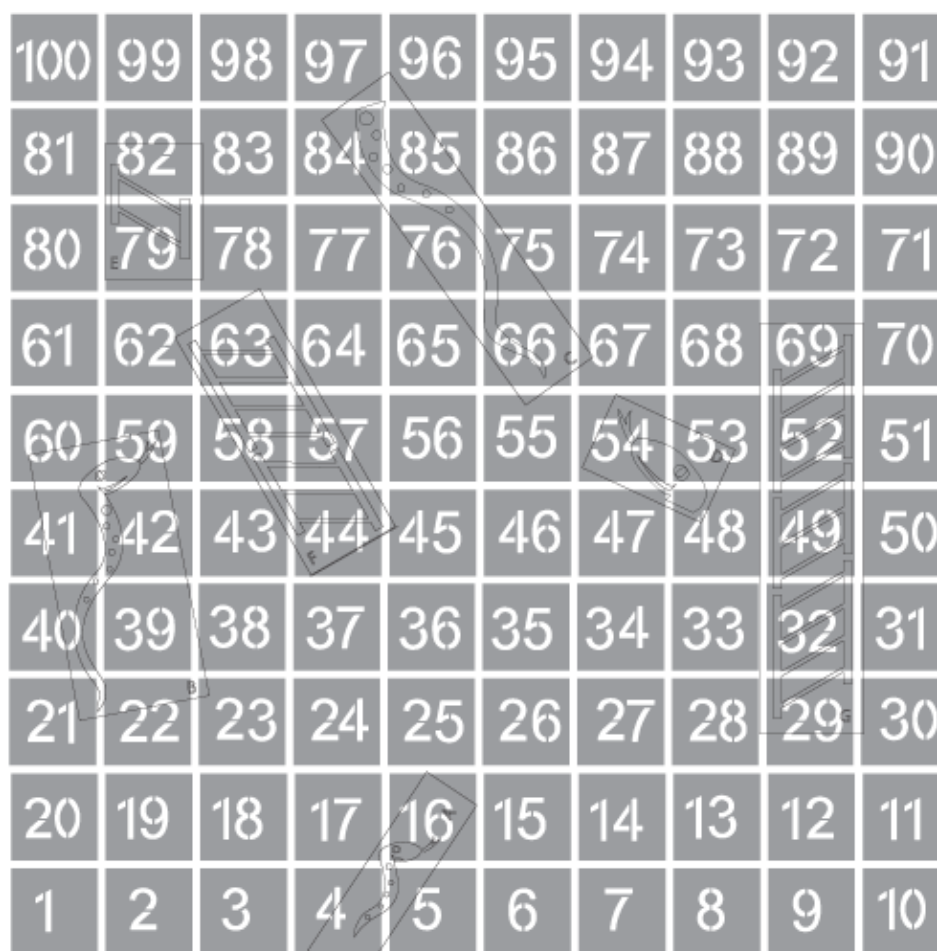 100 99 98 97 96 95 94 93 92 91
81 82 83 84 85 86 87 88 89 90
80 79 78 77 76 75 74 73 72 71
E
61 62 63 64 65 66 67 68 69 70
C
60 59 58 57 56 55 54 53 52 51
D
41 42 43 44 45 46 47 48 49 50
F
40 39 38 37 36 35 34 33 32 31
B
21 22 23 24 25 26 27 28 29 30
G
20 19 18 17 16 15 14 13 12 11
A
1 2 3 4 5 6 7 8 9 10